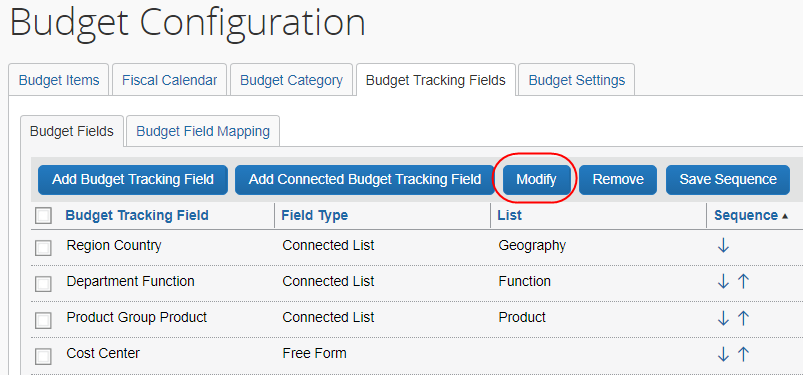 Budget Configuration
Budget Items Fiscal Calendar Budget Category Budget Tracking Fields Budget Settings
Budget Fields Budget Field Mapping
Add Budget Tracking Field Add Connected Budget Tracking Field Modify Remove Save Sequence
Budget Tracking Field Field Type List Sequence ▲
Region Country Connected List Geography ↓
Department Function Connected List Function ↓ ↑
Product Group Product Connected List Product ↓ ↑
Cost Center Free Form ↓ ↑